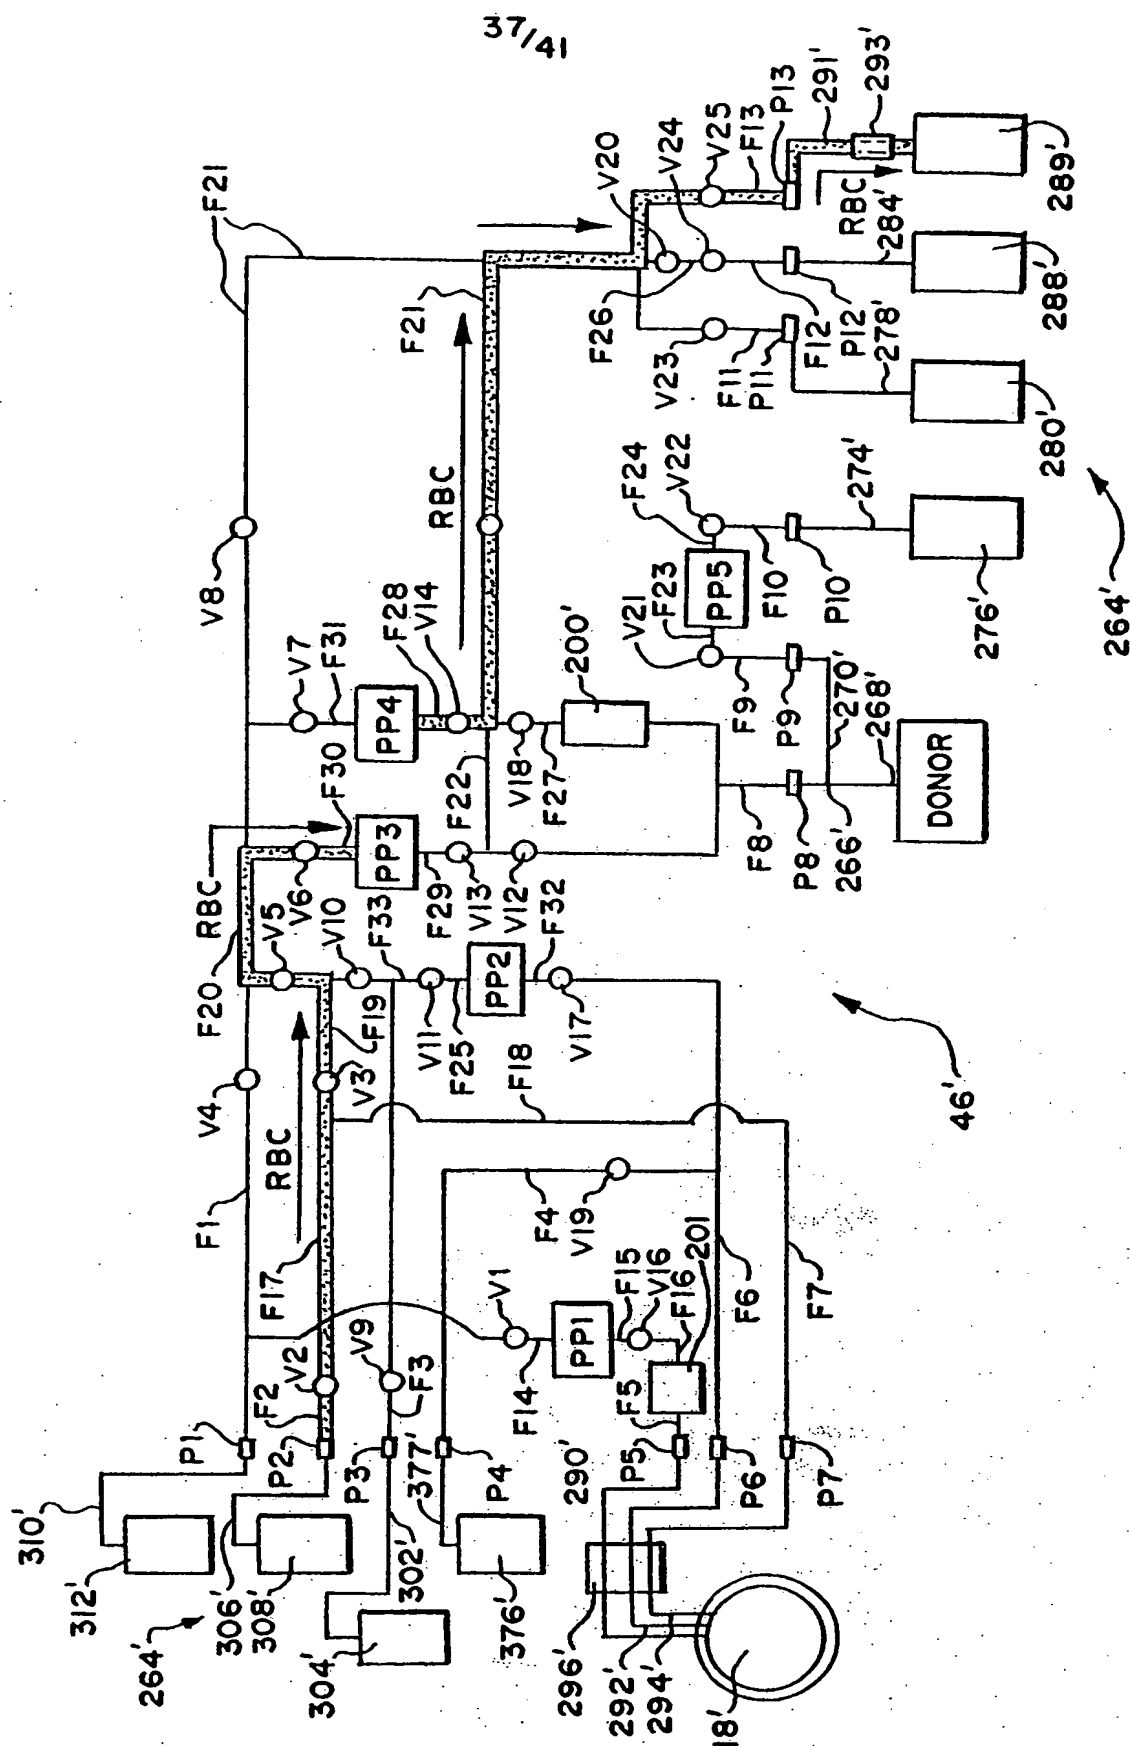 37/41
F21
V8
V7
F31
PP4
F28
V14
RBC
F21
V20
V24
V25
F13
P13
291'
293'
RBC
284'
289'
288'
P12'
F12
F26
V23
F11
P11
278'
280'
264'
F24
V22
PP5
F23
V21
F10
P10
274'
276'
F9
P9
270'
268'
DONOR
266'
P8
F8
200'
V18
F27
F22
F30
PP3
F29
V13
V12
RBC
F20
V5
V6
V10
F33
F19
V11
F25
PP2
F32
V17
V4
V3'
F18
46'
F1
RBC
F17
V2
F2
P2
P1
310'
312'
306'
308'
264'
304'
302'
P3
V9
F3
377'
P4
376'
F4
V19
V1
F14
PP1
F15
V16
F16
201
F5
P5
290'
F6
P6
F7
P7
296'
292'
294'
18'